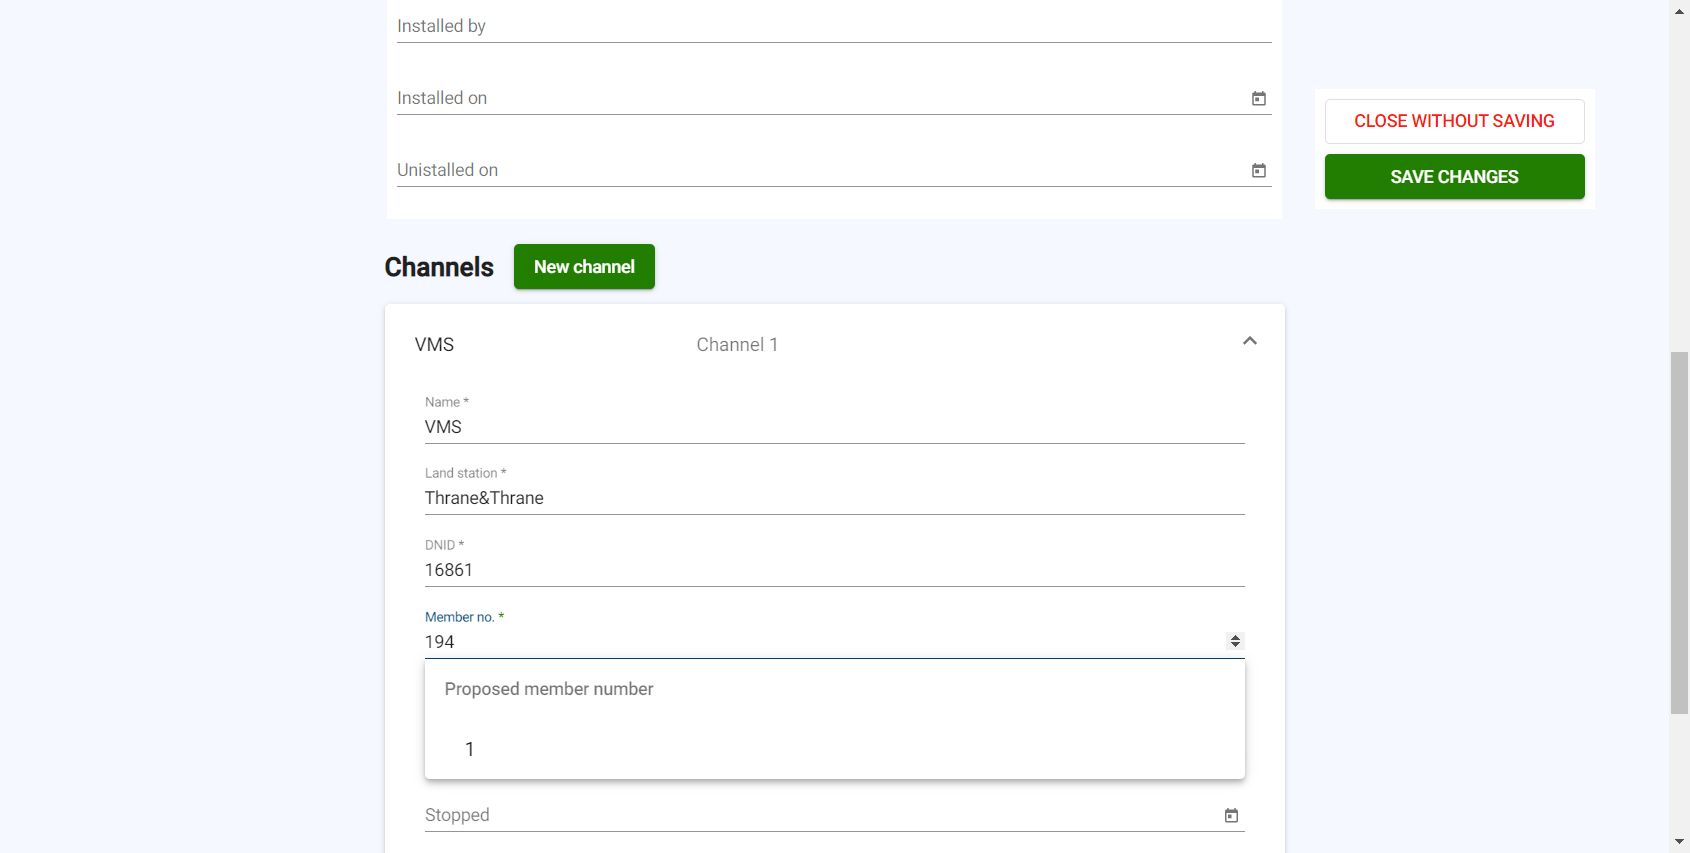 Installed by
Installed on
CLOSE WITHOUT SAVING
Unistalled on
SAVE CHANGES
Channels New channel
VMS Channel 1
Name *
VMS
Land station *
Thrane&Thrane
DNID *
16861
Member no. *
194
Proposed member number
1
Stopped